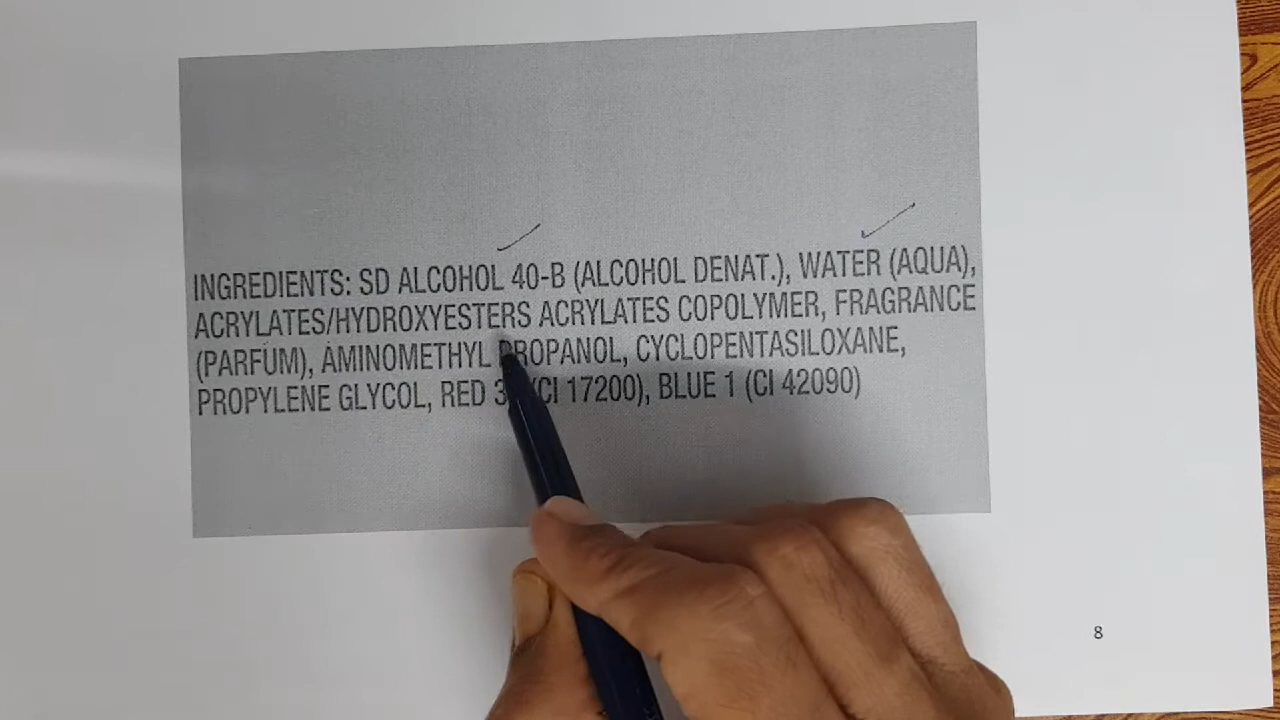 INGREDIENTS: SD ALCOHOL 40-B (ALCOHOL DENAT.), WATER (AQUA),
ACRYLATES/HYDROXYESTERS ACRYLATES COPOLYMER, FRAGRANCE
(PARFUM), AMINOMETHYL PROPANOL, CYCLOPENTASILOXANE,
PROPYLENE GLYCOL, RED (CI 17200), BLUE 1 (CI 42090)
8